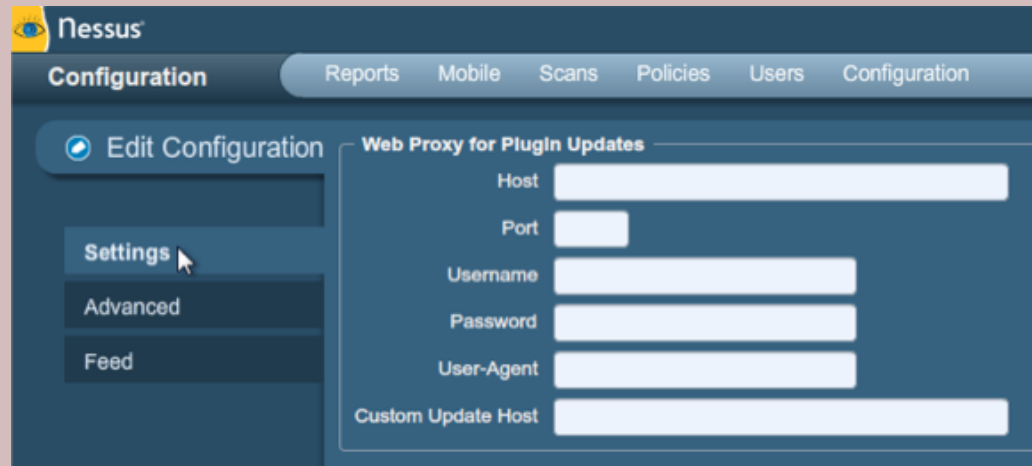 Nessus
Configuration Reports Mobile Scans Policies Users Configuration
Edit Configuration
Web Proxy for Plugin Updates
Host
Port
Settings
Username
Advanced
Password
Feed
User-Agent
Custom Update Host